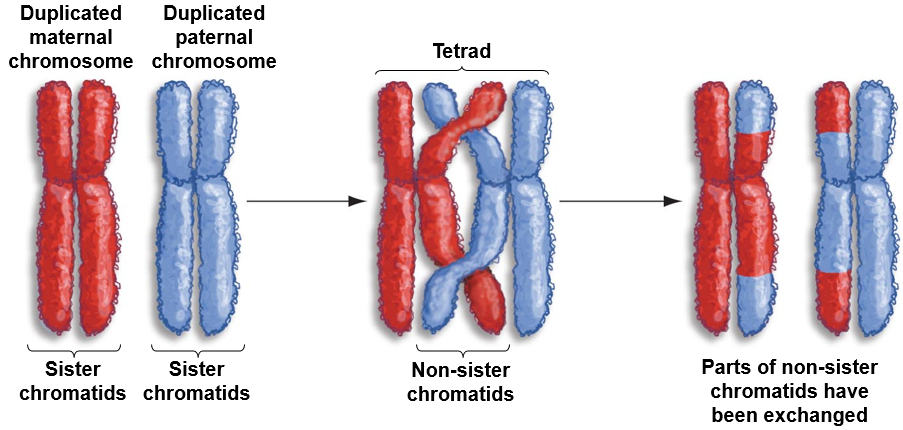 Duplicated
maternal
chromosome
Duplicated
paternal
chromosome
Tetrad
Sister
chromatids
Sister
chromatids
Non-sister
chromatids
Parts of non-sister
chromatids have
been exchanged